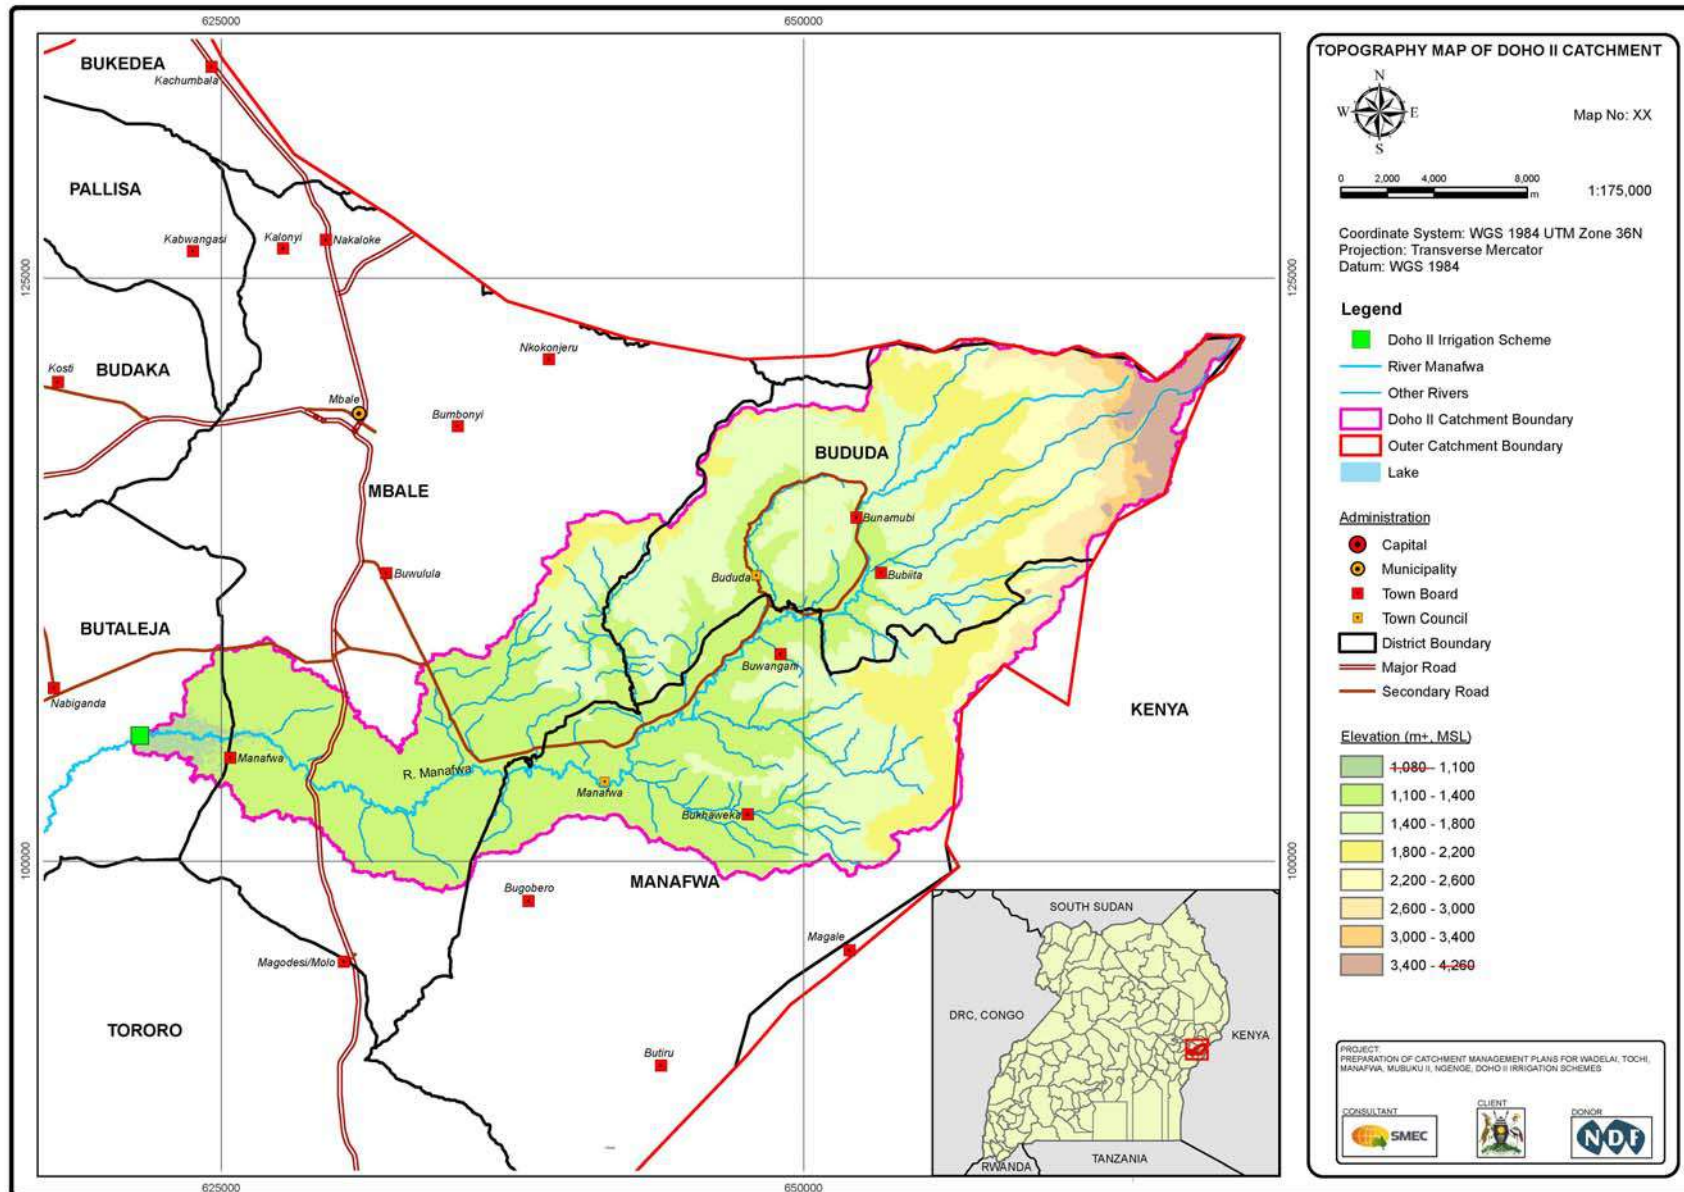 625000
650000
BUKEDEA
Kachumbala
PALLISA
Kabwangasi
Kalonyi
Nakaloke
125000
125000
Nkokonjeru
Kosti
BUDAKA
Mbale
Bumbonyi
BUDUDA
MBALE
Bunamubi
Buwulula
Bududa
Bubiita
BUTALEJA
Buwangani
Nabiganda
KENYA
Manafwa
R. Manafwa
Manafwa
Bukhaweka
100000
100000
MANAFWA
Bugobero
Magale
Magodesi/Molo
TORORO
Butiru
625000
650000
SOUTH SUDAN
DRC, CONGO
KENYA
TANZANIA
RWANDA
TOPOGRAPHY MAP OF DOHO II CATCHMENT
N
W
E
S
Map No: XX
0 2,000 4,000 8,000
m
1:175,000
Coordinate System: WGS 1984 UTM Zone 36N
Projection: Transverse Mercator
Datum: WGS 1984
Legend
Doho II Irrigation Scheme
River Manafwa
Other Rivers
Doho II Catchment Boundary
Outer Catchment Boundary
Lake
Administration
Capital
Municipality
Town Board
Town Council
District Boundary
Major Road
Secondary Road
Elevation (m+, MSL)
1,080 - 1,100
1,100 - 1,400
1,400 - 1,800
1,800 - 2,200
2,200 - 2,600
2,600 - 3,000
3,000 - 3,400
3,400 - 4,260
PROJECT:
PREPARATION OF CATCHMENT MANAGEMENT PLANS FOR WADELAI, TOCHI,
MANAFWA, MUBUKU II, NGENGE, DOHO II IRRIGATION SCHEMES
CONSULTANT
SMEC
CLIENT
DONOR
NDF